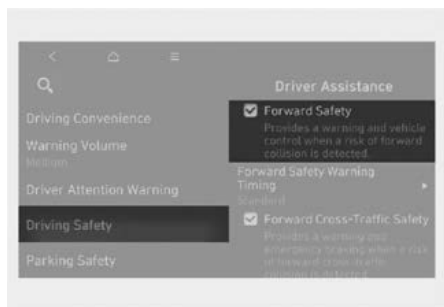 Driver Assistance
Driving Convenience
Warning Volume
Medium
Driver Attention Warning
Driving Safety
Parking Safety
Forward Safety
Provides a warning and vehicle
control when a risk of forward
collision is detected.
Forward Safety Warning
Timing
Standard
Forward Cross-Traffic Safety
Provides a warning and
emergency braking when a risk
of forward cross-traffic
collision is detected.